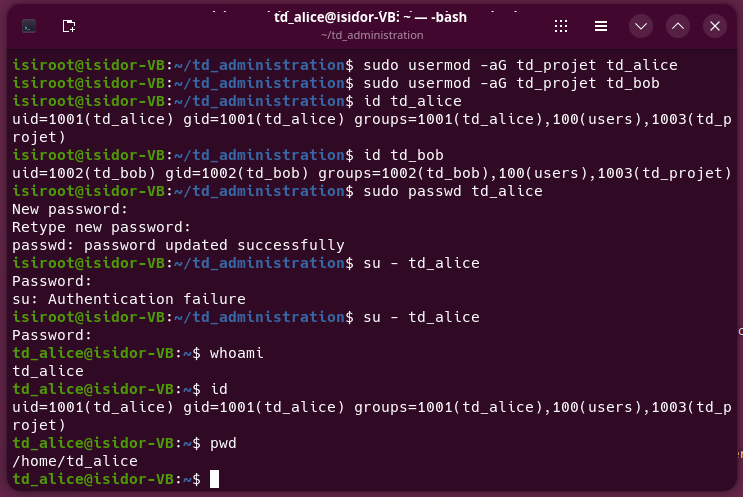 td_alice@isidor-VB: ~ — -bash
~/td_administration
isiroot@isidor-VB:~/td_administration$ sudo usermod -aG td_projet td_alice
isiroot@isidor-VB:~/td_administration$ sudo usermod -aG td_projet td_bob
isiroot@isidor-VB:~/td_administration$ id td_alice
uid=1001(td_alice) gid=1001(td_alice) groups=1001(td_alice),100(users),1003(td_p
rojet)
isiroot@isidor-VB:~/td_administration$ id td_bob
uid=1002(td_bob) gid=1002(td_bob) groups=1002(td_bob),100(users),1003(td_projet)
isiroot@isidor-VB:~/td_administration$ sudo passwd td_alice
New password:
Retype new password:
passwd: password updated successfully
isiroot@isidor-VB:~/td_administration$ su - td_alice
Password:
su: Authentication failure
isiroot@isidor-VB:~/td_administration$ su - td_alice
Password:
td_alice@isidor-VB:~$ whoami
td_alice
td_alice@isidor-VB:~$ id
uid=1001(td_alice) gid=1001(td_alice) groups=1001(td_alice),100(users),1003(td_p
rojet)
td_alice@isidor-VB:~$ pwd
/home/td_alice
td_alice@isidor-VB:~$